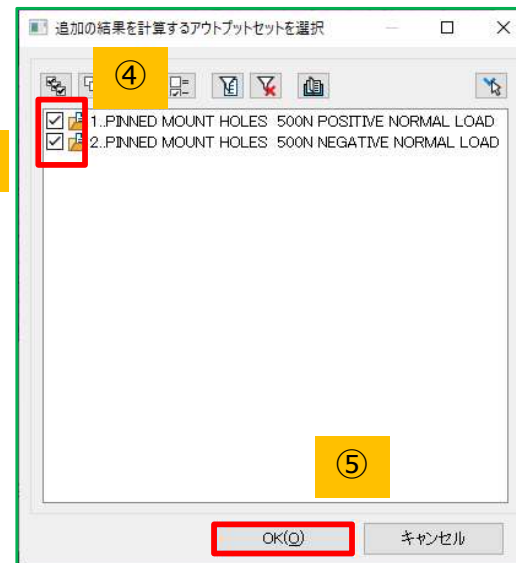 追加の結果を計算するアウトプットセットを選択
④
1..PINNED MOUNT HOLES 500N POSITIVE NORMAL LOAD
2..PINNED MOUNT HOLES 500N NEGATIVE NORMAL LOAD
⑤
OK(O) キャンセル